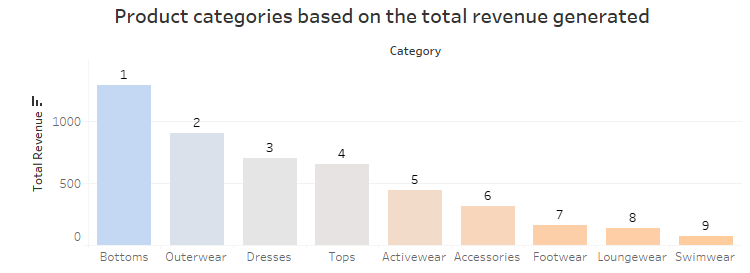 Product categories based on the total revenue generated
Category
Total Revenue
1000
500
0
1
2
3
4
5
6
7
8
9
Bottoms
Outerwear
Dresses
Tops
Activewear
Accessories
Footwear
Loungewear
Swimwear